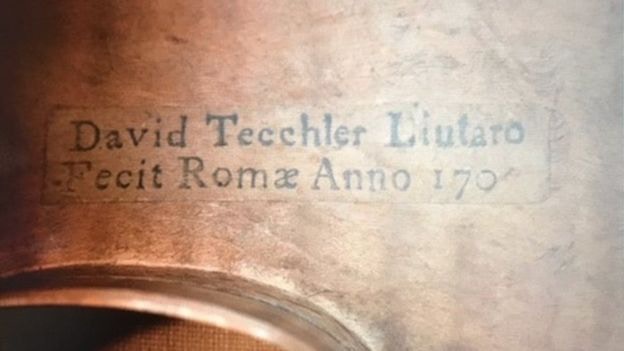 David Tecchler Liutaro
Fecit Romæ Anno 170